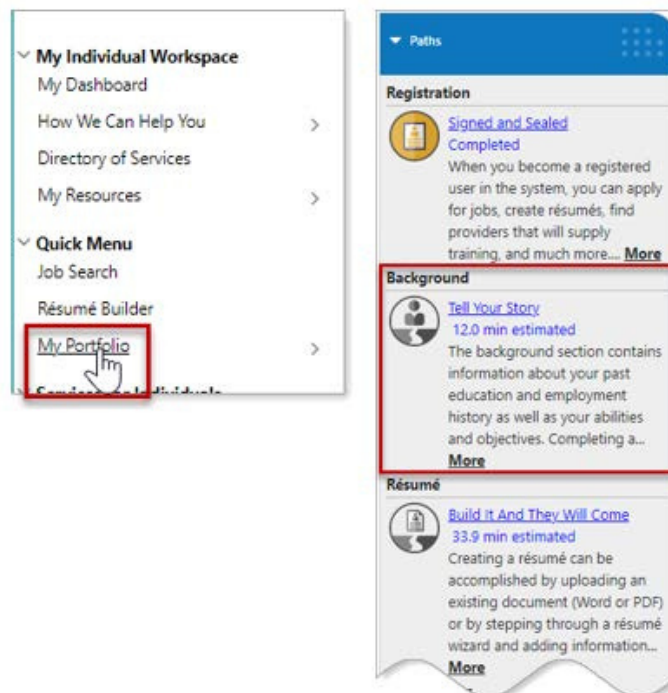 My Individual Workspace
My Dashboard
How We Can Help You
Directory of Services
My Resources
Quick Menu
Job Search
Résumé Builder
My Portfolio
Services for Individuals
Paths
Registration
Signed and Sealed
Completed
When you become a registered
user in the system, you can apply
for jobs, create résumés, find
providers that will supply
training, and much more.... More
Background
Tell Your Story
12.0 min estimated
The background section contains
information about your past
education and employment
history as well as your abilities
and objectives. Completing a...
More
Résumé
Build It And They Will Come
33.9 min estimated
Creating a résumé can be
accomplished by uploading an
existing document (Word or PDF)
or by stepping through a résumé
wizard and adding information...
More